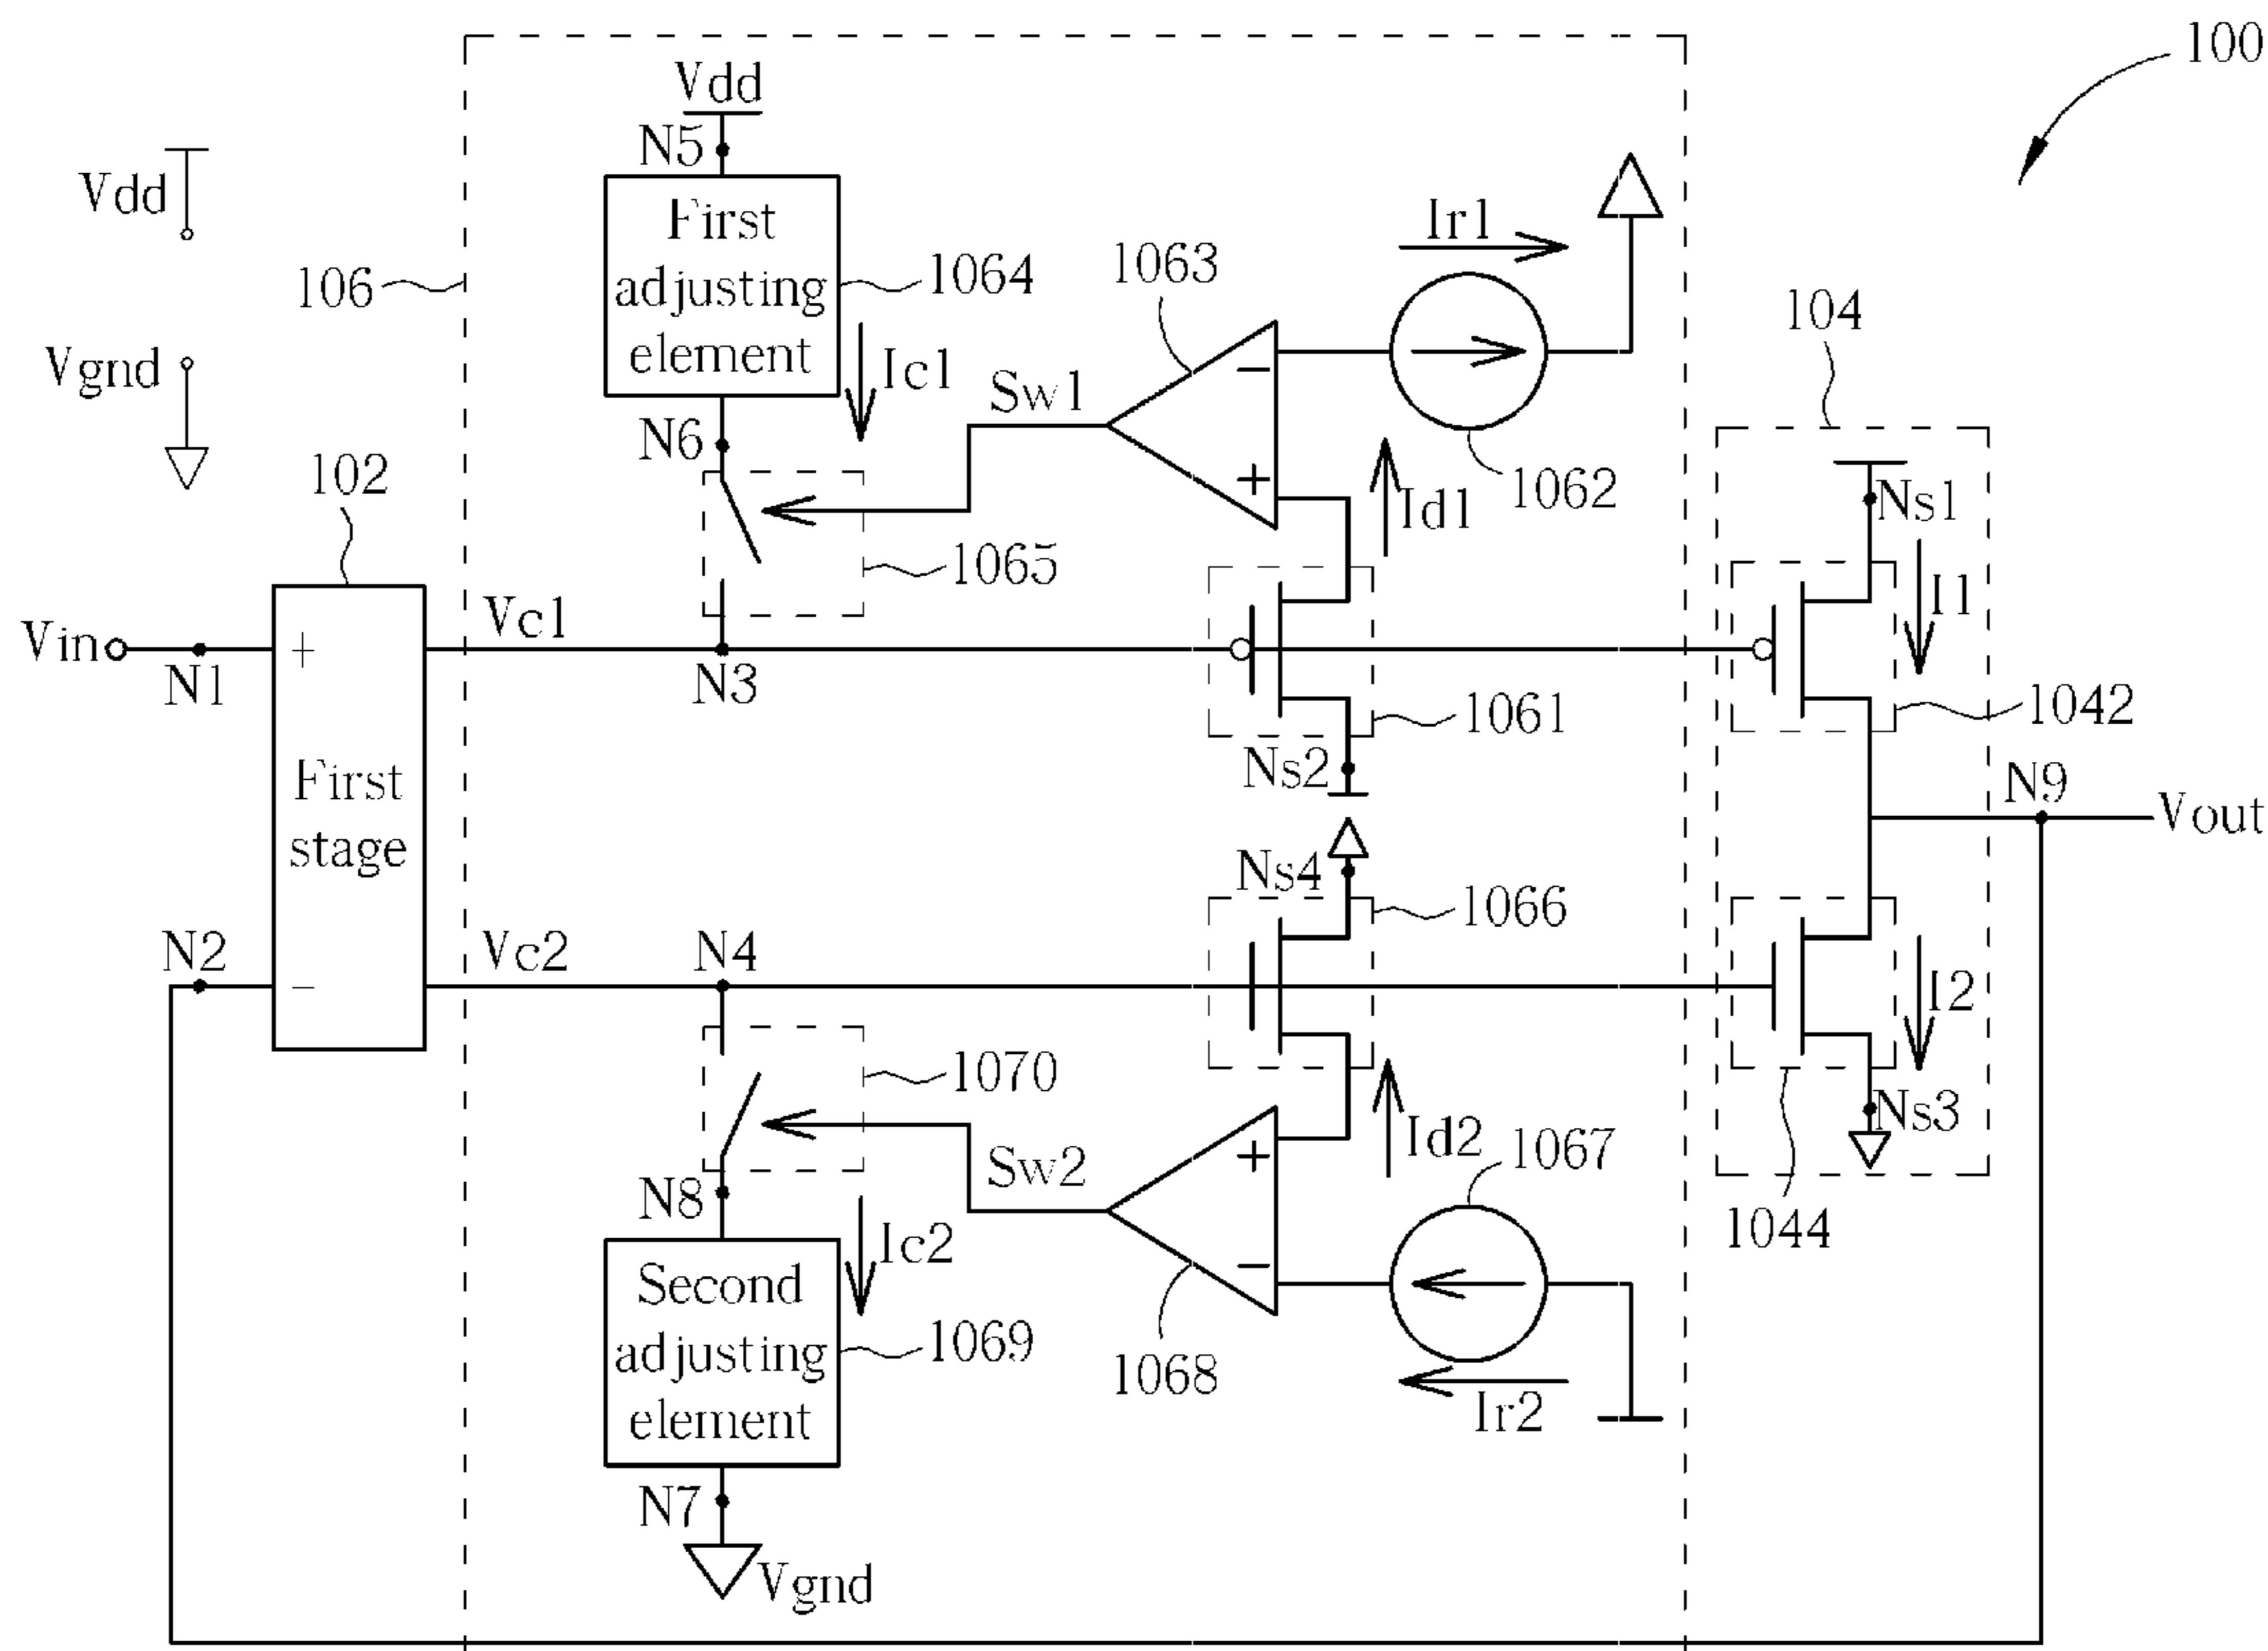 100
Vdd
N5
Vdd
First
adjusting
element
1064
Ir1
1063
106
104
Vgnd
Ic1
Sw1
N6
−
+
Id1
1062
Ns1
102
1065
I1
Vin
N1
+
Vc1
N3
1061
1042
Ns2
First
stage
N9
Vout
Ns4
1066
N2
−
Vc2
N4
I2
1070
Id2
1067
Ns3
N8
Sw2
+
−
1044
Ic2
Second
adjusting
element
1069
1068
Ir2
N7
Vgnd